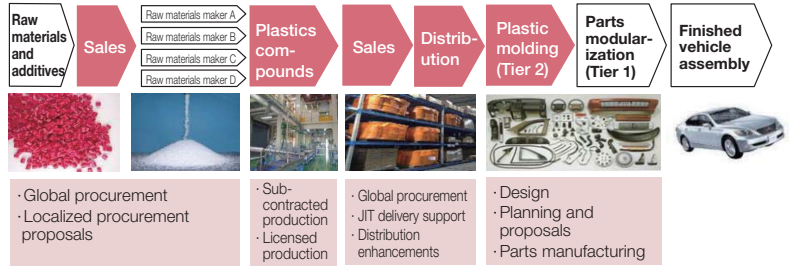 Raw
materials
and
additives
Sales
Raw materials maker A
Raw materials maker B
Raw materials maker C
Raw materials maker D
Plastics
com-
pounds
Sales
Distrib-
ution
Plastic
molding
(Tier 2)
Parts
modular-
ization
(Tier 1)
Finished
vehicle
assembly
· Global procurement
· Localized procurement
proposals
· Sub-
contracted
production
· Licensed
production
· Global procurement
· JIT delivery support
· Distribution
enhancements
· Design
· Planning and
proposals
· Parts manufacturing